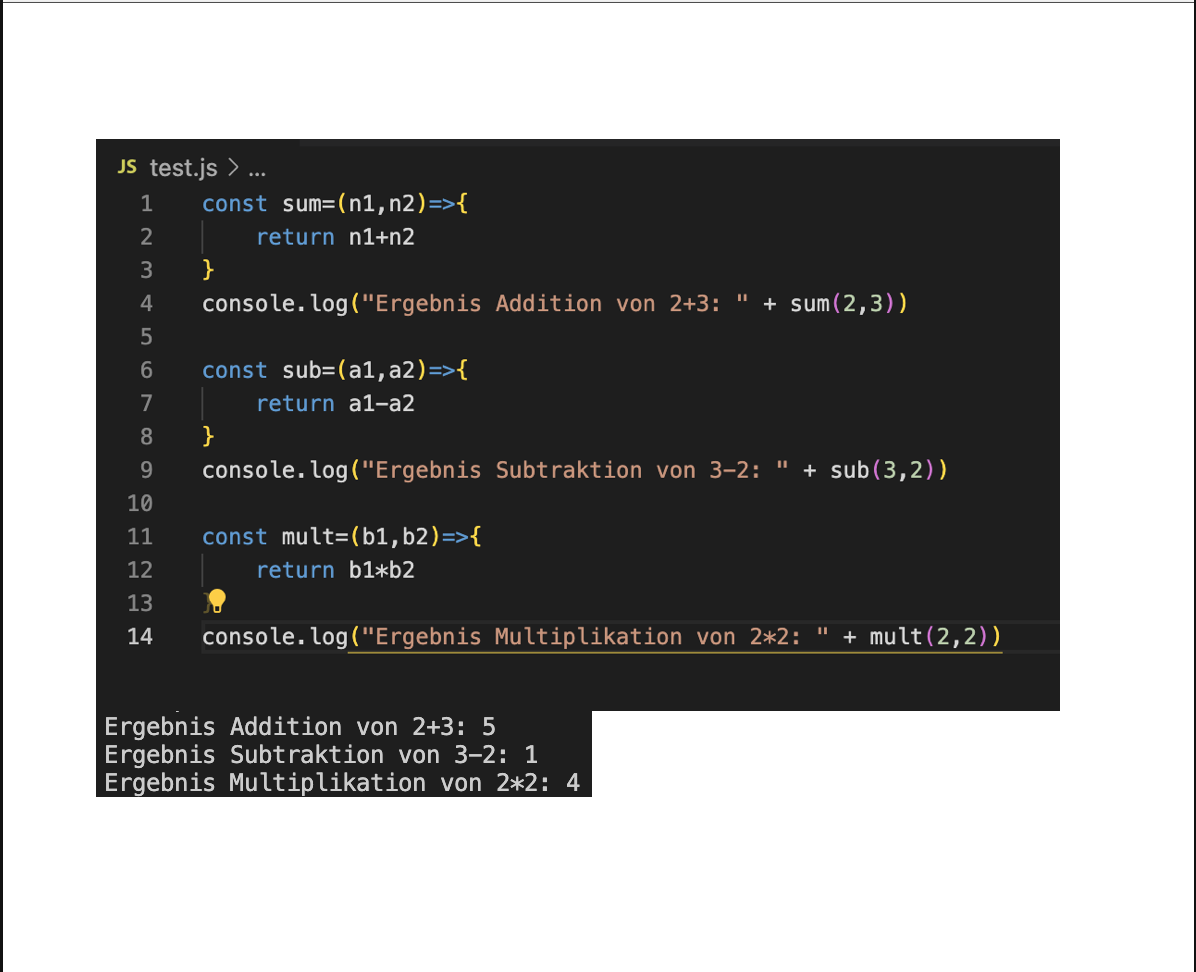 JS test.js > ...
1 const sum=(n1,n2)=>{
2 return n1+n2
3 }
4 console.log("Ergebnis Addition von 2+3: " + sum(2,3))
5
6 const sub=(a1,a2)=>{
7 return a1-a2
8 }
9 console.log("Ergebnis Subtraktion von 3-2: " + sub(3,2))
10
11 const mult=(b1,b2)=>{
12 return b1*b2
13 }
14 console.log("Ergebnis Multiplikation von 2*2: " + mult(2,2))
Ergebnis Addition von 2+3: 5
Ergebnis Subtraktion von 3-2: 1
Ergebnis Multiplikation von 2*2: 4